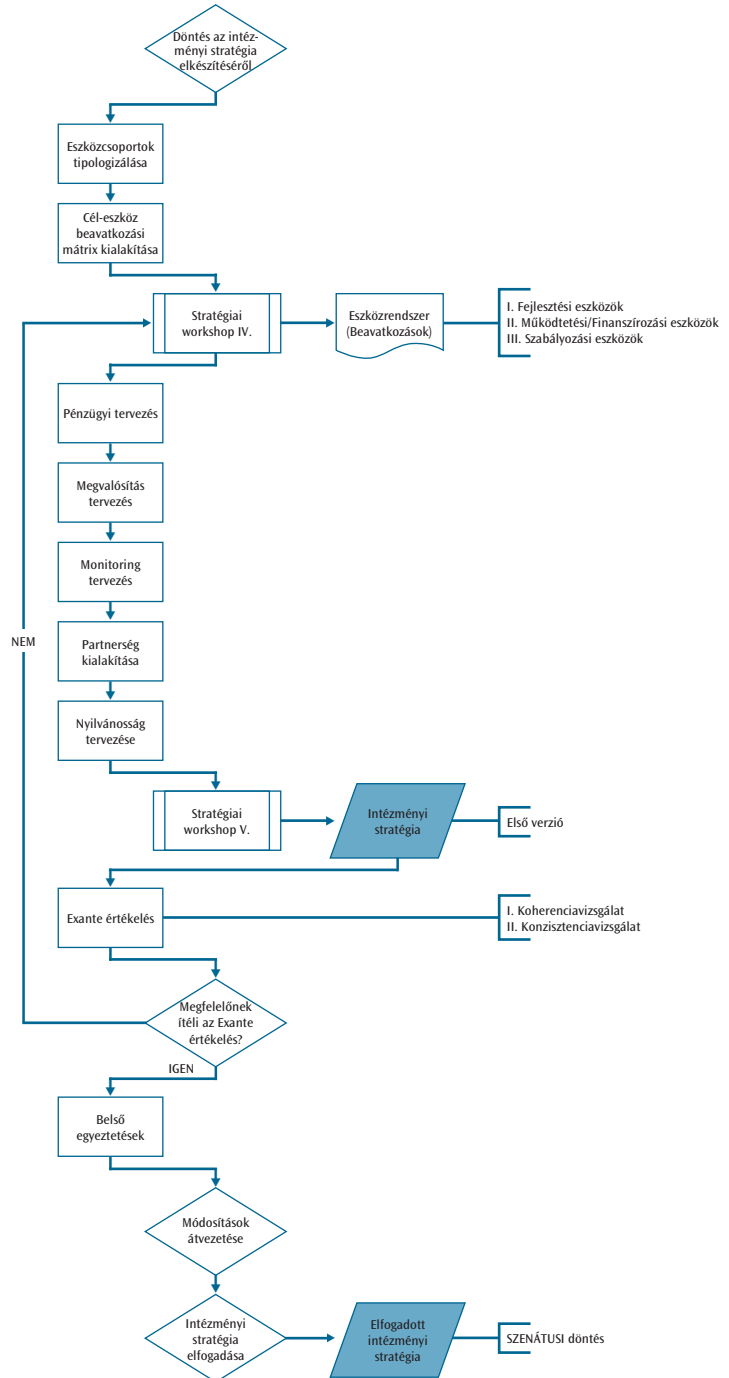 Döntés az intéz-
ményi stratégia
elkészítéséről
Eszközcsoportok
tipologizálása
Cél-eszköz
beavatkozási
mátrix kialakítása
Stratégiai
workshop IV.
Eszközrendszer
(Beavatkozások)
I. Fejlesztési eszközök
II. Működtetési/Finanszírozási eszközök
III. Szabályozási eszközök
Pénzügyi tervezés
Megvalósítás
tervezés
Monitoring
tervezés
NEM
Partnerség
kialakítása
Nyilvánosság
tervezése
Stratégiai
workshop V.
Intézményi
stratégia
Első verzió
Exante értékelés
I. Koherenciavizsgálat
II. Konzisztenciavizsgálat
Megfelelőnek
ítéli az Exante
értékelés?
IGEN
Belső
egyeztetések
Módosítások
átvezetése
Intézményi
stratégia
elfogadása
Elfogadott
intézményi
stratégia
SZENÁTUSI döntés